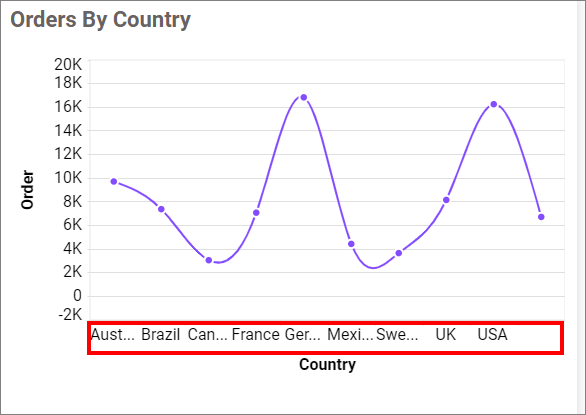 Orders By Country
20K
18K
16K
14K
12K
10K
8K
6K
4K
2K
0
-2K
Order
Aust... Brazil Can... France Ger... Mexi... Swe... UK USA
Country